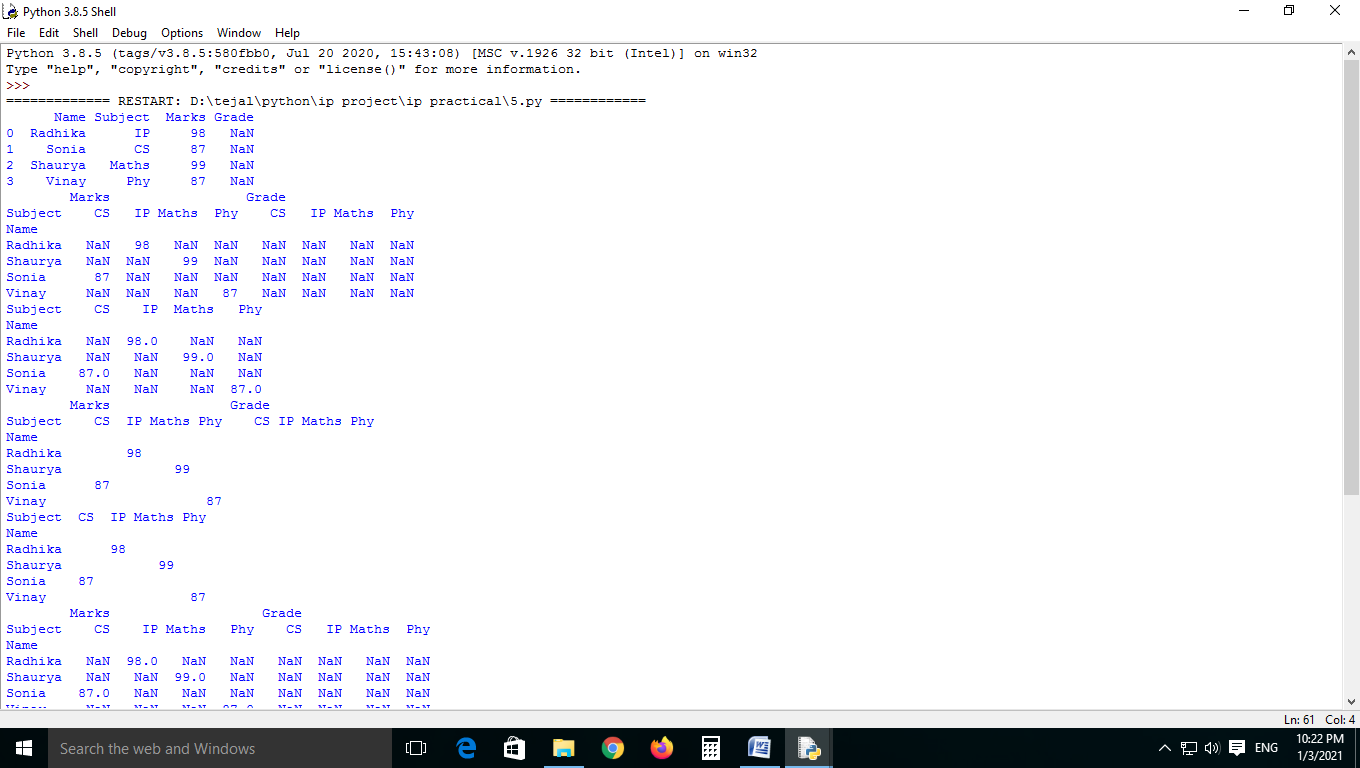 Python 3.8.5 Shell
File Edit Shell Debug Options Window Help
Python 3.8.5 (tags/v3.8.5:580fbb0, Jul 20 2020, 15:43:08) [MSC v.1926 32 bit (Intel)] on win32
Type "help", "copyright", "credits" or "license()" for more information.
>>>
============= RESTART: D:\tejal\python\ip project\ip practical\5.py ============
      Name Subject  Marks Grade
0  Radhika      IP     98   NaN
1    Sonia      CS     87   NaN
2  Shaurya   Maths     99   NaN
3    Vinay     Phy     87   NaN
        Marks                 Grade
Subject    CS   IP Maths  Phy    CS   IP Maths  Phy
Name
Radhika   NaN   98   NaN  NaN   NaN  NaN   NaN  NaN
Shaurya   NaN  NaN    99  NaN   NaN  NaN   NaN  NaN
Sonia      87  NaN   NaN  NaN   NaN  NaN   NaN  NaN
Vinay     NaN  NaN   NaN   87   NaN  NaN   NaN  NaN
Subject    CS    IP  Maths   Phy
Name
Radhika   NaN  98.0    NaN   NaN
Shaurya   NaN   NaN   99.0   NaN
Sonia    87.0   NaN    NaN   NaN
Vinay     NaN   NaN    NaN  87.0
        Marks               Grade
Subject    CS  IP Maths Phy    CS IP Maths Phy
Name
Radhika        98
Shaurya              99
Sonia      87
Vinay                    87
Subject  CS  IP Maths Phy
Name
Radhika      98
Shaurya            99
Sonia    87
Vinay                  87
        Marks                   Grade
Subject    CS    IP Maths   Phy    CS   IP Maths  Phy
Name
Radhika   NaN  98.0   NaN   NaN   NaN  NaN   NaN  NaN
Shaurya   NaN   NaN  99.0   NaN   NaN  NaN   NaN  NaN
Sonia    87.0   NaN   NaN   NaN   NaN  NaN   NaN  NaN
Ln: 61 Col: 4
Search the web and Windows
ENG
10:22 PM
1/3/2021